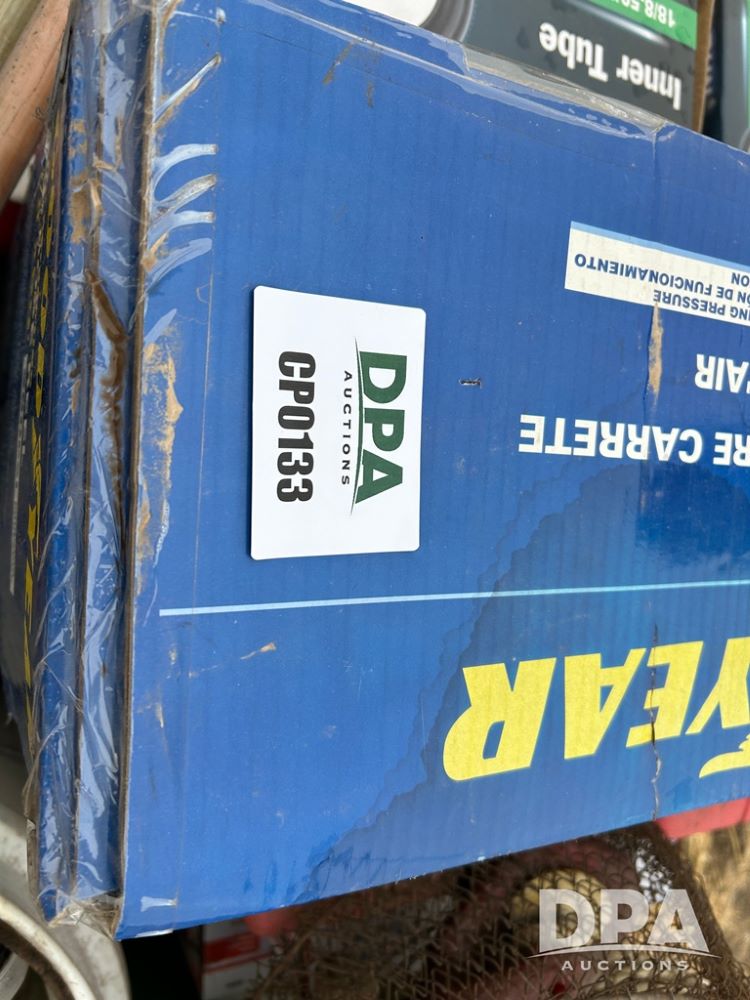 18/8.50
Inner Tube
ING PRESSURE
ON DE FUNCIONAMIENTO
ON
AIR
RE CARRETE
YEAR
DPA
AUCTIONS
CP0133
DPA
AUCTIONS